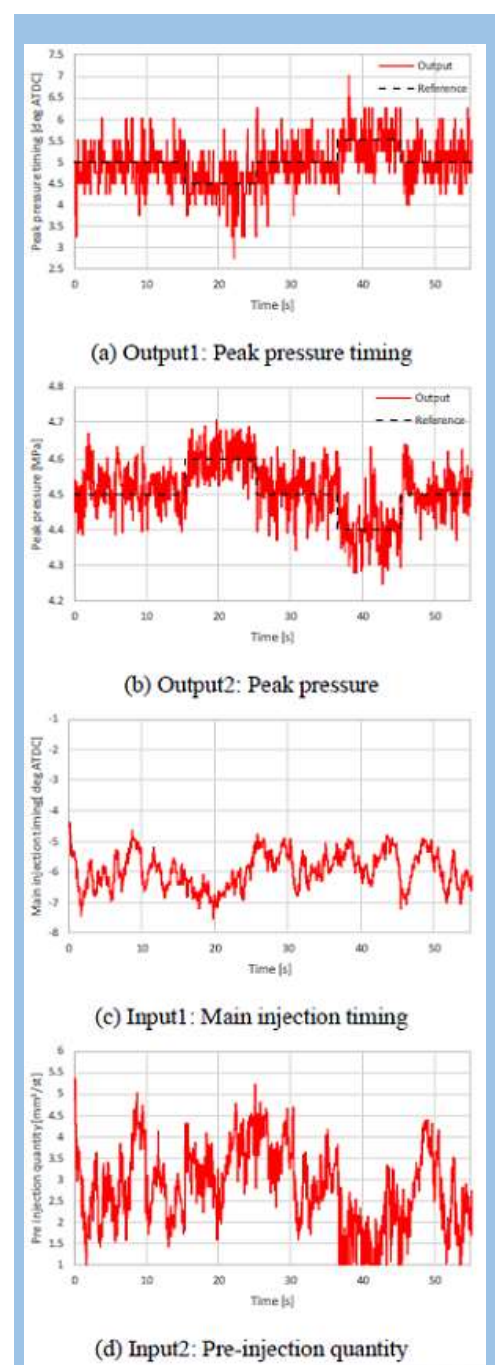 7.5
7
6.5
6
5.5
5
4.5
4
3.5
3
2.5
Peak pressure timing [deg ATDC]
Output
Reference
0 10 20 30 40 50
Time [s]
(a) Output1: Peak pressure timing
4.8
4.7
4.6
4.5
4.4
4.3
4.2
Peak pressure [MPa]
Output
Reference
0 10 20 30 40 50
Time [s]
(b) Output2: Peak pressure
-1
-2
-3
-4
-5
-6
-7
-8
Main injection timing[ deg ATDC]
0 10 20 30 40 50
Time [s]
(c) Input1: Main injection timing
6
5.5
5
4.5
4
3.5
3
2.5
2
1.5
1
Pre injection quantity [mm³/st]
0 10 20 30 40 50
Time [s]
(d) Input2: Pre-injection quantity